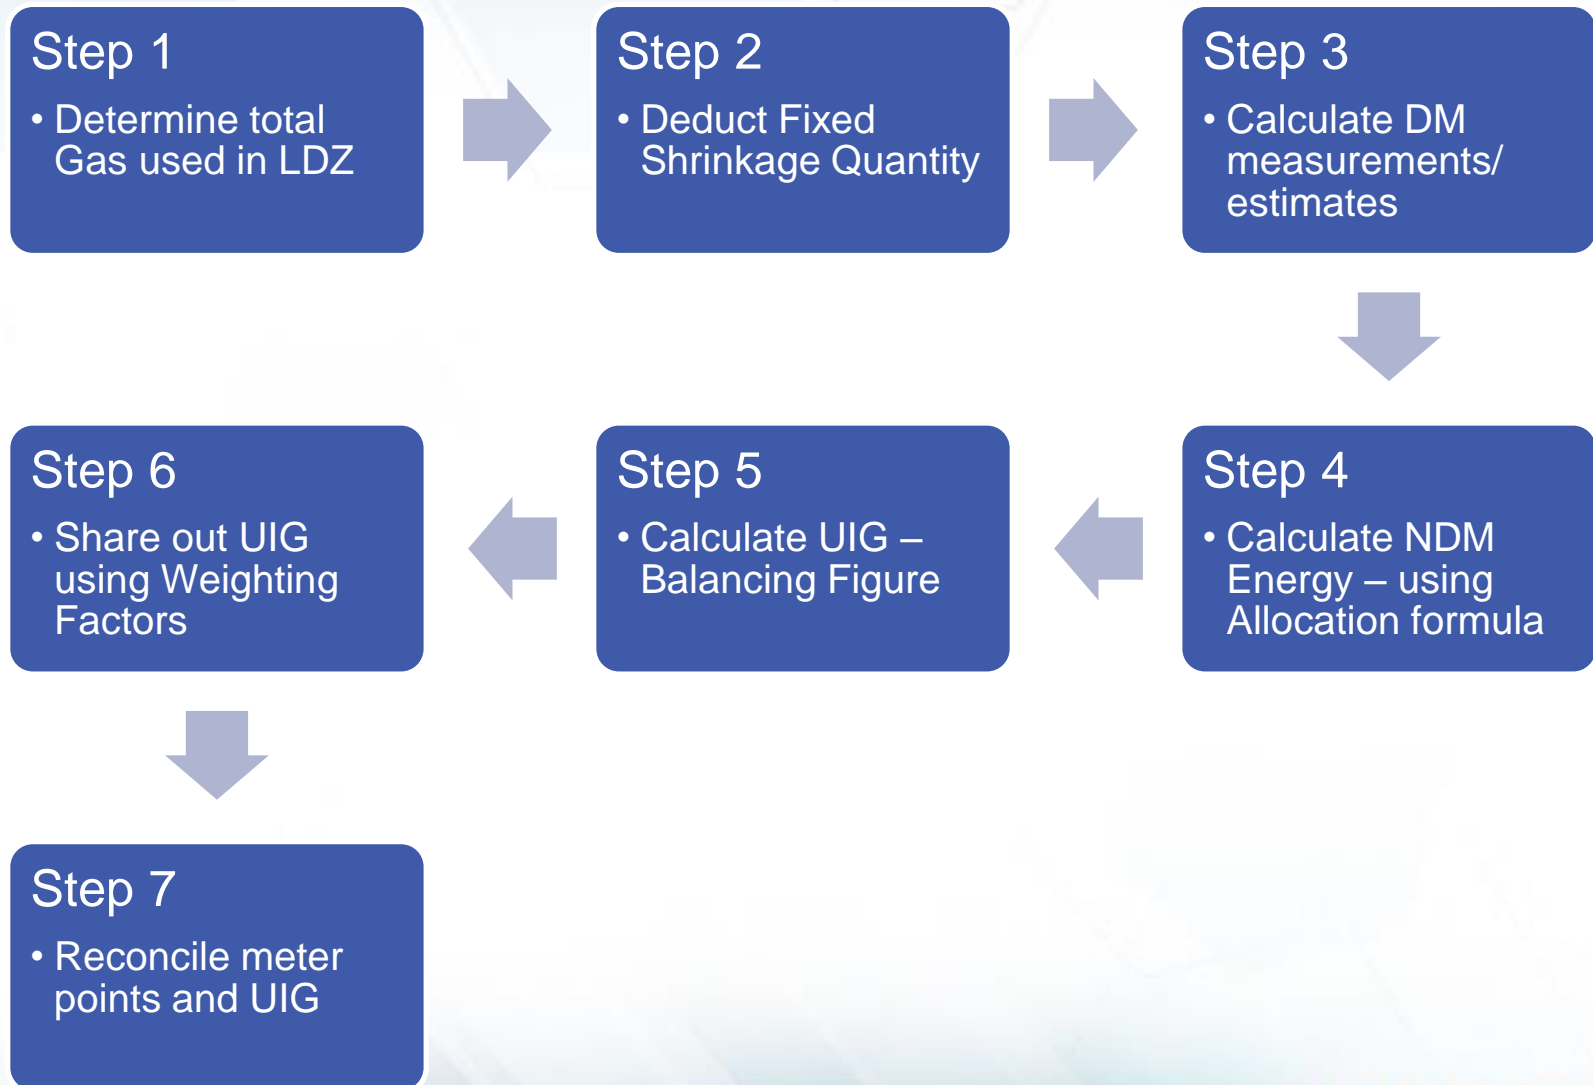 Step 1
• Determine total
Gas used in LDZ
Step 2
• Deduct Fixed
Shrinkage Quantity
Step 3
• Calculate DM
measurements/
estimates
Step 4
• Calculate NDM
Energy – using
Allocation formula
Step 5
• Calculate UIG –
Balancing Figure
Step 6
• Share out UIG
using Weighting
Factors
Step 7
• Reconcile meter
points and UIG